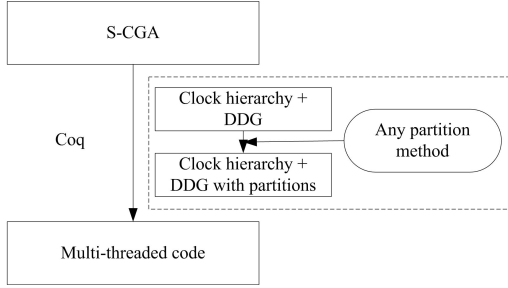 S-CGA
Clock hierarchy +
DDG
Coq
Any partition
method
Clock hierarchy +
DDG with partitions
Multi-threaded code